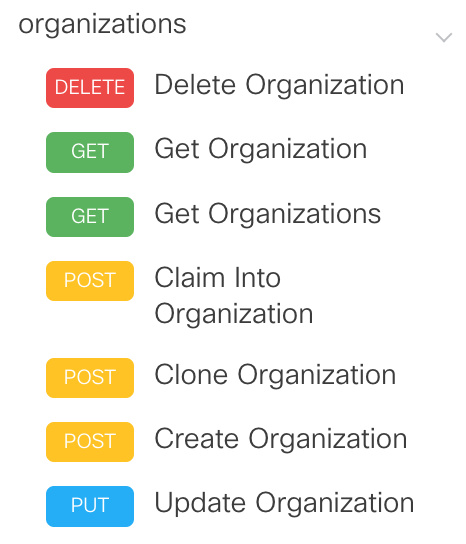 organizations
DELETE Delete Organization
GET Get Organization
GET Get Organizations
POST Claim Into
Organization
POST Clone Organization
POST Create Organization
PUT Update Organization